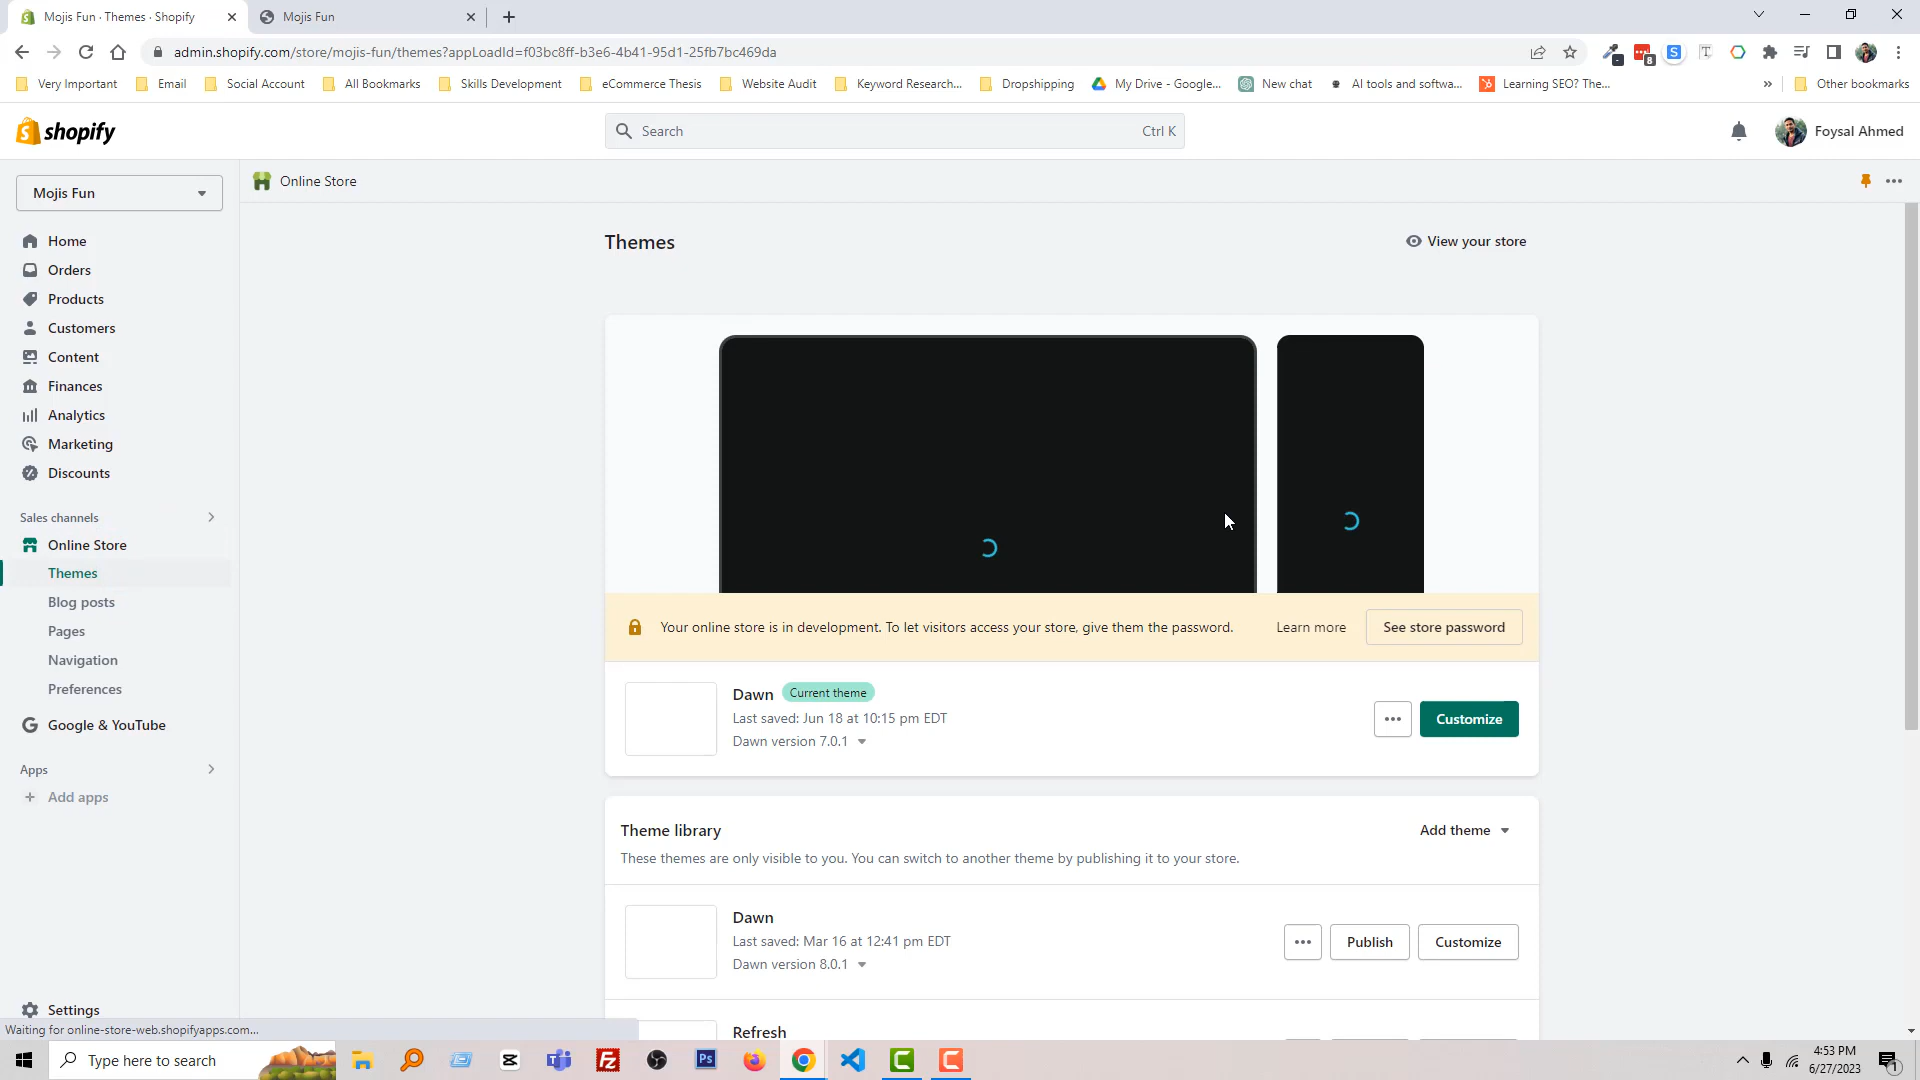 Mojis Fun · Themes · Shopify
Mojis Fun
admin.shopify.com/store/mojis-fun/themes?appLoadId=f03bc8ff-b3e6-4b41-95d1-25fb7bc469da
8
Very Important
Email
Social Account
All Bookmarks
Skills Development
eCommerce Thesis
Website Audit
Keyword Research...
Dropshipping
My Drive - Google...
New chat
AI tools and softwa...
Learning SEO? The...
»
Other bookmarks
shopify
Search
Ctrl K
Foysal Ahmed
Mojis Fun
Online Store
Home
Orders
Products
Customers
Content
Finances
Analytics
Marketing
Discounts
Sales channels
Online Store
Themes
Blog posts
Pages
Navigation
Preferences
Google & YouTube
Apps
Add apps
Settings
Themes
View your store
Your online store is in development. To let visitors access your store, give them the password.
Learn more
See store password
Dawn
Current theme
Last saved: Jun 18 at 10:15 pm EDT
Dawn version 7.0.1
Customize
Theme library
Add theme
These themes are only visible to you. You can switch to another theme by publishing it to your store.
Dawn
Last saved: Mar 16 at 12:41 pm EDT
Dawn version 8.0.1
Publish
Customize
Refresh
Waiting for online-store-web.shopifyapps.com...
Type here to search
Ps
4:53 PM
6/27/2023
1